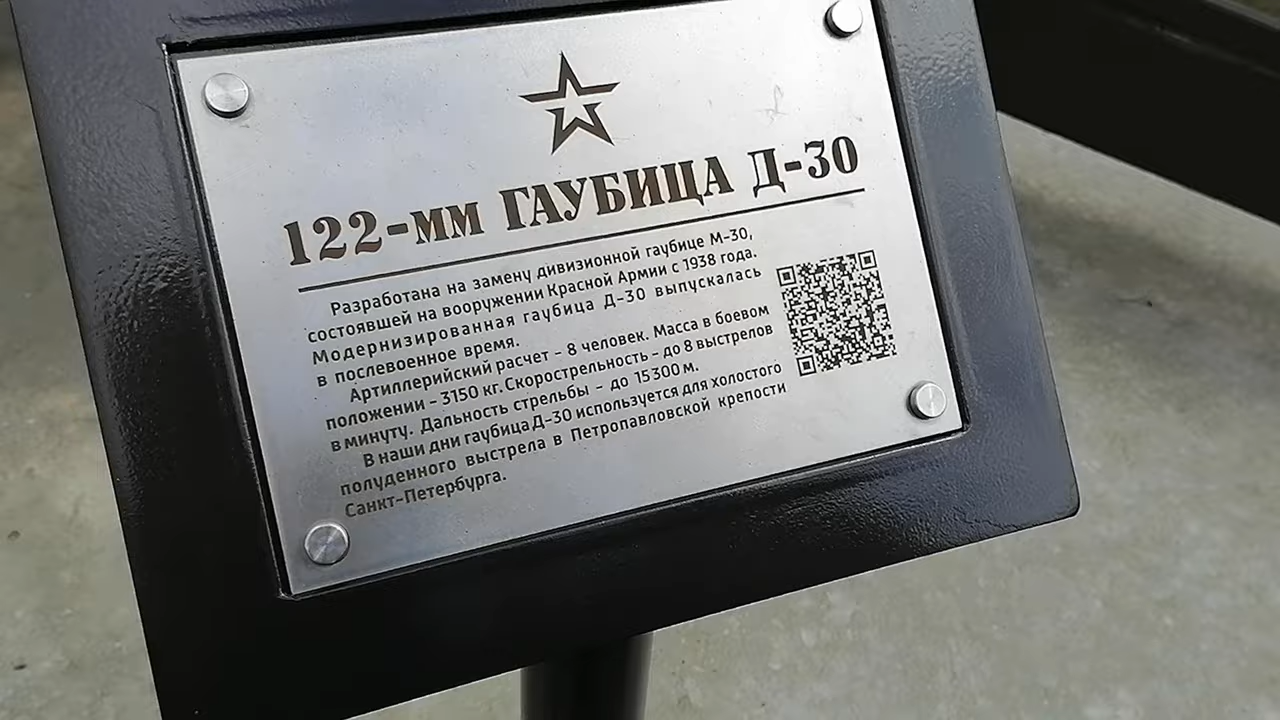 122-мм ГАУБИЦА Д-30
Разработана на замену дивизионной гаубице М-30,
состоявшей на вооружении Красной Армии с 1938 года.
Модернизированная гаубица Д-30 выпускалась
в послевоенное время.
Артиллерийский расчет – 8 человек. Масса в боевом
положении – 3150 кг. Скорострельность – до 8 выстрелов
в минуту. Дальность стрельбы – до 15300 м.
В наши дни гаубица Д-30 используется для холостого
полуденного выстрела в Петропавловской крепости
Санкт-Петербурга.